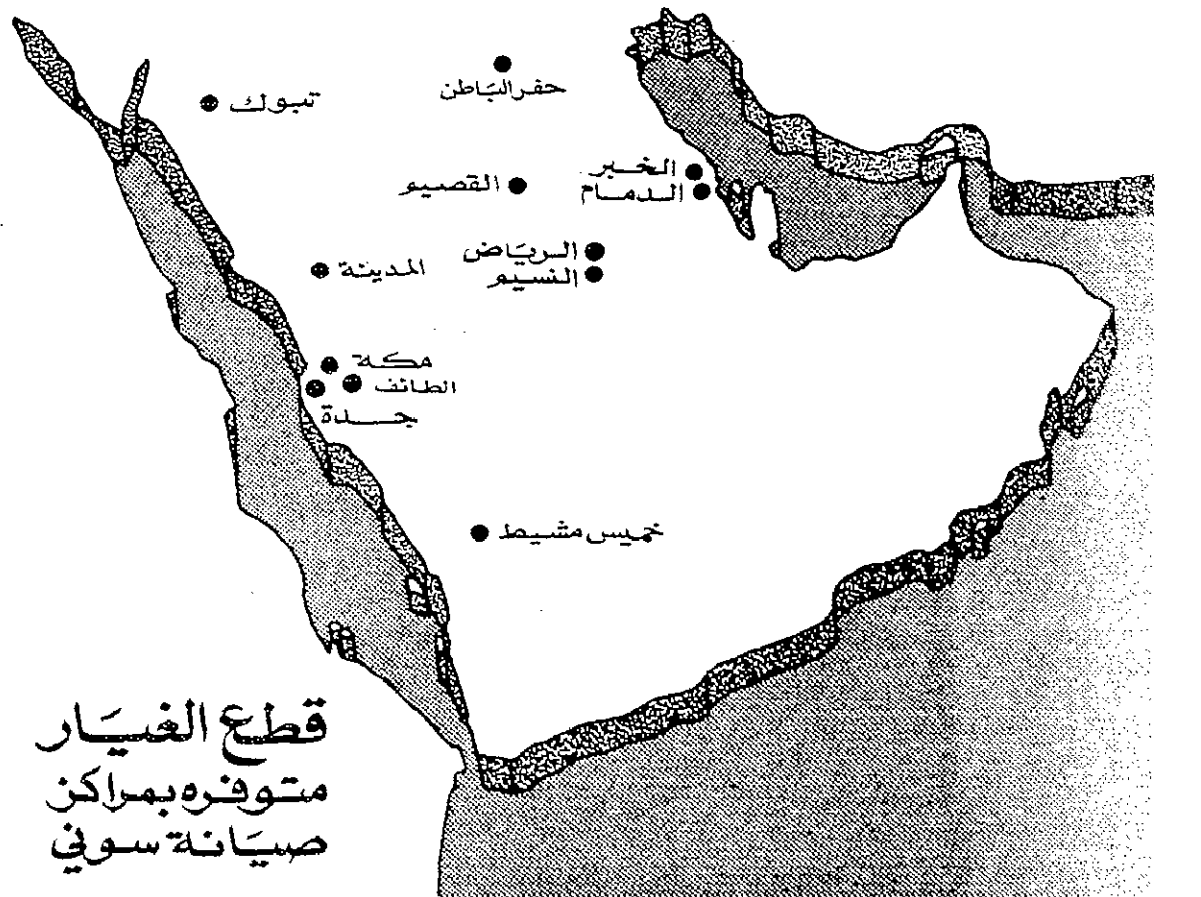 حفر الباطن
تبوك
الخبر
الدمام
القصيم
الرياض
النسيم
المدينة
مكة
الطائف
جدة
خميس مشيط
قطع الغيار
متوفره بمراكز
صيانة سوني